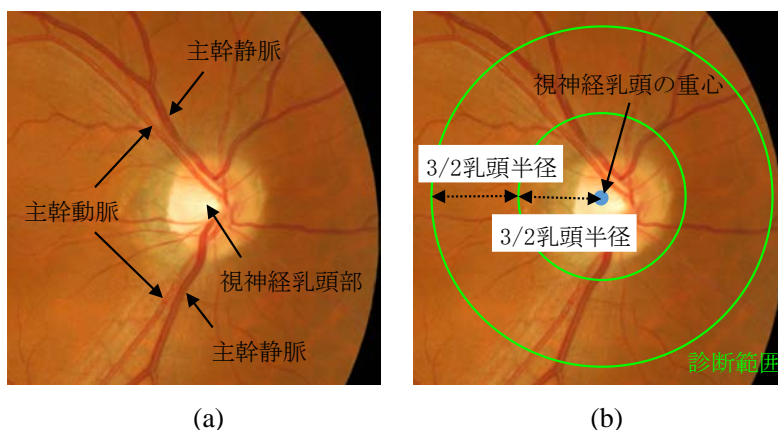 主幹静脈
主幹動脈
視神経乳頭部
主幹静脈
(a)
視神経乳頭の重心
3/2乳頭半径
3/2乳頭半径
診断範囲
(b)